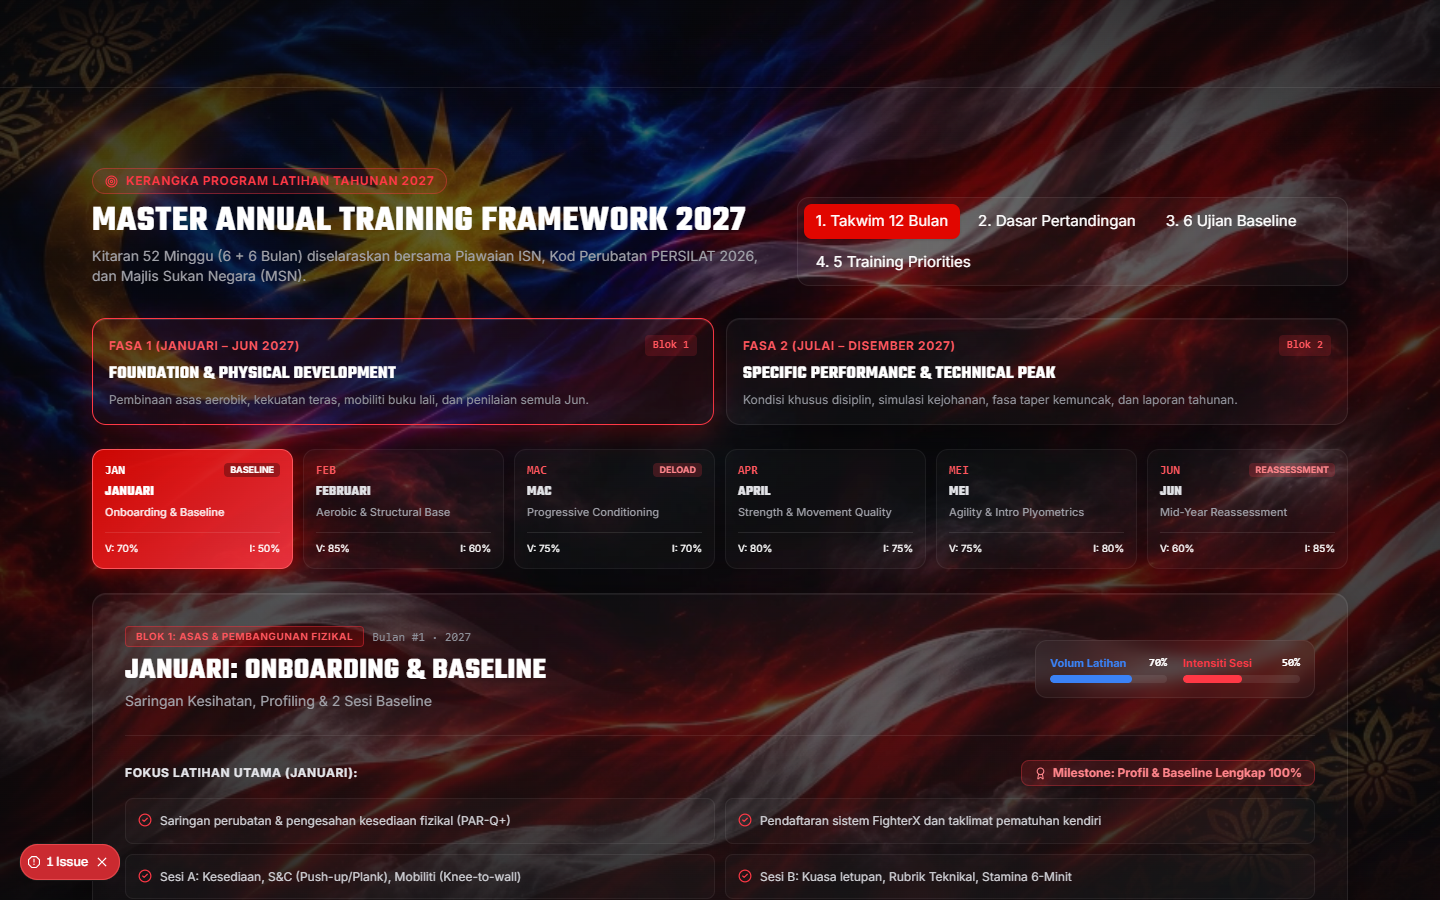 KERANGKA PROGRAM LATIHAN TAHUNAN 2027
MASTER ANNUAL TRAINING FRAMEWORK 2027
Kitaran 52 Minggu (6 + 6 Bulan) diselaraskan bersama Piawaian ISN, Kod Perubatan PERSILAT 2026,
dan Majlis Sukan Negara (MSN).
1. Takwim 12 Bulan
2. Dasar Pertandingan
3. 6 Ujian Baseline
4. 5 Training Priorities
FASA 1 (JANUARI – JUN 2027)
Blok 1
FOUNDATION & PHYSICAL DEVELOPMENT
Pembinaan asas aerobik, kekuatan teras, mobiliti buku lali, dan penilaian semula Jun.
FASA 2 (JULAI – DISEMBER 2027)
Blok 2
SPECIFIC PERFORMANCE & TECHNICAL PEAK
Kondisi khusus disiplin, simulasi kejohanan, fasa taper kemuncak, dan laporan tahunan.
JAN
BASELINE
JANUARI
Onboarding & Baseline
V: 70%
I: 50%
FEB
FEBRUARI
Aerobic & Structural Base
V: 85%
I: 60%
MAC
DELOAD
MAC
Progressive Conditioning
V: 75%
I: 70%
APR
APRIL
Strength & Movement Quality
V: 80%
I: 75%
MEI
MEI
Agility & Intro Plyometrics
V: 75%
I: 80%
JUN
REASSESSMENT
JUN
Mid-Year Reassessment
V: 60%
I: 85%
BLOK 1: ASAS & PEMBANGUNAN FIZIKAL
Bulan #1 · 2027
JANUARI: ONBOARDING & BASELINE
Saringan Kesihatan, Profiling & 2 Sesi Baseline
Volum Latihan
70%
Intensiti Sesi
50%
FOKUS LATIHAN UTAMA (JANUARI):
Milestone: Profil & Baseline Lengkap 100%
Saringan perubatan & pengesahan kesediaan fizikal (PAR-Q+)
Pendaftaran sistem FighterX dan taklimat pematuhan kendiri
Sesi A: Kesediaan, S&C (Push-up/Plank), Mobiliti (Knee-to-wall)
Sesi B: Kuasa letupan, Rubrik Teknikal, Stamina 6-Minit
1 Issue